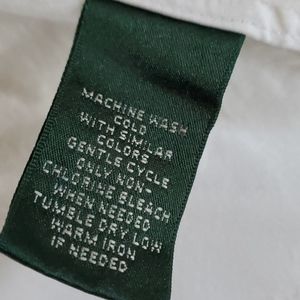 MACHINE WASH
COLD
WITH SIMILAR
COLORS
GENTLE CYCLE
ONLY NON-
CHLORINE BLEACH
WHEN NEEDED
TUMBLE DRY LOW
WARM IRON
IF NEEDED